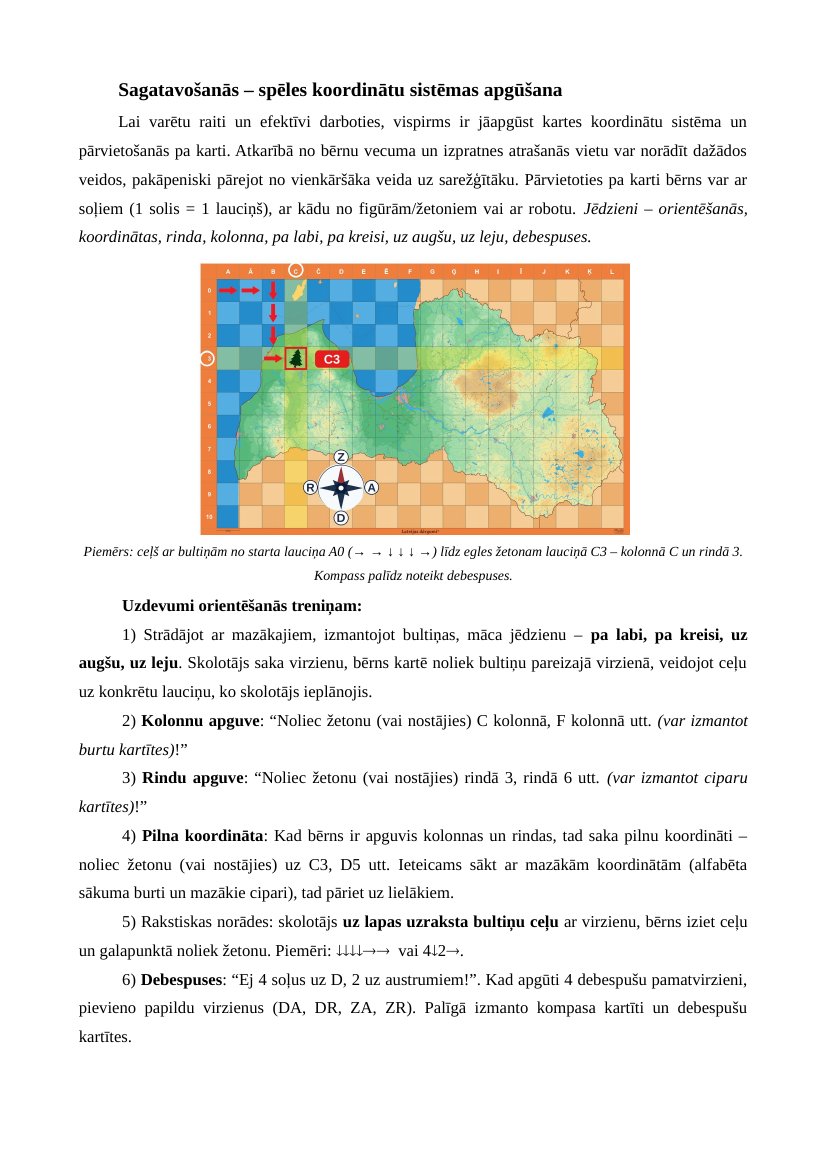 Sagatavošanās – spēles koordinātu sistēmas apgūšana
Lai varētu raiti un efektīvi darboties, vispirms ir jāapgūst kartes koordinātu sistēma un
pārvietošanās pa karti. Atkarībā no bērnu vecuma un izpratnes atrašanās vietu var norādīt dažādos
veidos, pakāpeniski pārejot no vienkāršāka veida uz sarežģītāku. Pārvietoties pa karti bērns var ar
soļiem (1 solis = 1 lauciņš), ar kādu no figūrām/žetoniem vai ar robotu. Jēdzieni – orientēšanās,
koordinātas, rinda, kolonna, pa labi, pa kreisi, uz augšu, uz leju, debespuses.
A Ā B C Č D E Ē F G Ģ H I Ī J K Ķ L
0
1
2
3
C3
4
5
6
7
Z
8
R A
9
D
10
Piemērs: ceļš ar bultiņām no starta lauciņa A0 (→ → ↓ ↓ ↓ →) līdz egles žetonam lauciņā C3 – kolonnā C un rindā 3.
Kompass palīdz noteikt debespuses.
Uzdevumi orientēšanās treniņam:
1) Strādājot ar mazākajiem, izmantojot bultiņas, māca jēdzienu – pa labi, pa kreisi, uz
augšu, uz leju. Skolotājs saka virzienu, bērns kartē noliek bultiņu pareizajā virzienā, veidojot ceļu
uz konkrētu lauciņu, ko skolotājs ieplānojis.
2) Kolonnu apguve: “Noliec žetonu (vai nostājies) C kolonnā, F kolonnā utt. (var izmantot
burtu kartītes)!”
3) Rindu apguve: “Noliec žetonu (vai nostājies) rindā 3, rindā 6 utt. (var izmantot ciparu
kartītes)!”
4) Pilna koordināta: Kad bērns ir apguvis kolonnas un rindas, tad saka pilnu koordināti –
noliec žetonu (vai nostājies) uz C3, D5 utt. Ieteicams sākt ar mazākām koordinātām (alfabēta
sākuma burti un mazākie cipari), tad pāriet uz lielākiem.
5) Rakstiskas norādes: skolotājs uz lapas uzraksta bultiņu ceļu ar virzienu, bērns iziet ceļu
un galapunktā noliek žetonu. Piemēri: ↓↓↓↓→→ vai 4↓2→.
6) Debespuses: “Ej 4 soļus uz D, 2 uz austrumiem!”. Kad apgūti 4 debespušu pamatvirzieni,
pievieno papildu virzienus (DA, DR, ZA, ZR). Palīgā izmanto kompasa kartīti un debespušu
kartītes.